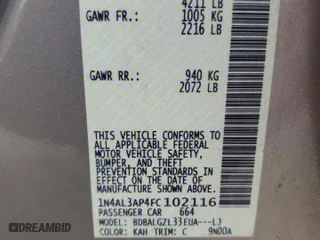 4211 LB
GAWR FR.: 1005 KG
2216 LB
GAWR RR.: 940 KG
2072 LB
THIS VEHICLE CONFORMS TO ALL
APPLICABLE FEDERAL
MOTOR VEHICLE SAFETY,
BUMPER, AND THEFT
PREVENTION STANDARDS
IN EFFECT ON THE DATE OF
MANUFACTURE SHOWN ABOVE.
1N4AL3AP4FC102116
PASSENGER CAR 664
MODEL: BDBALGZL33EUA---LJ
COLOR: KAH TRIM: C 9N00A